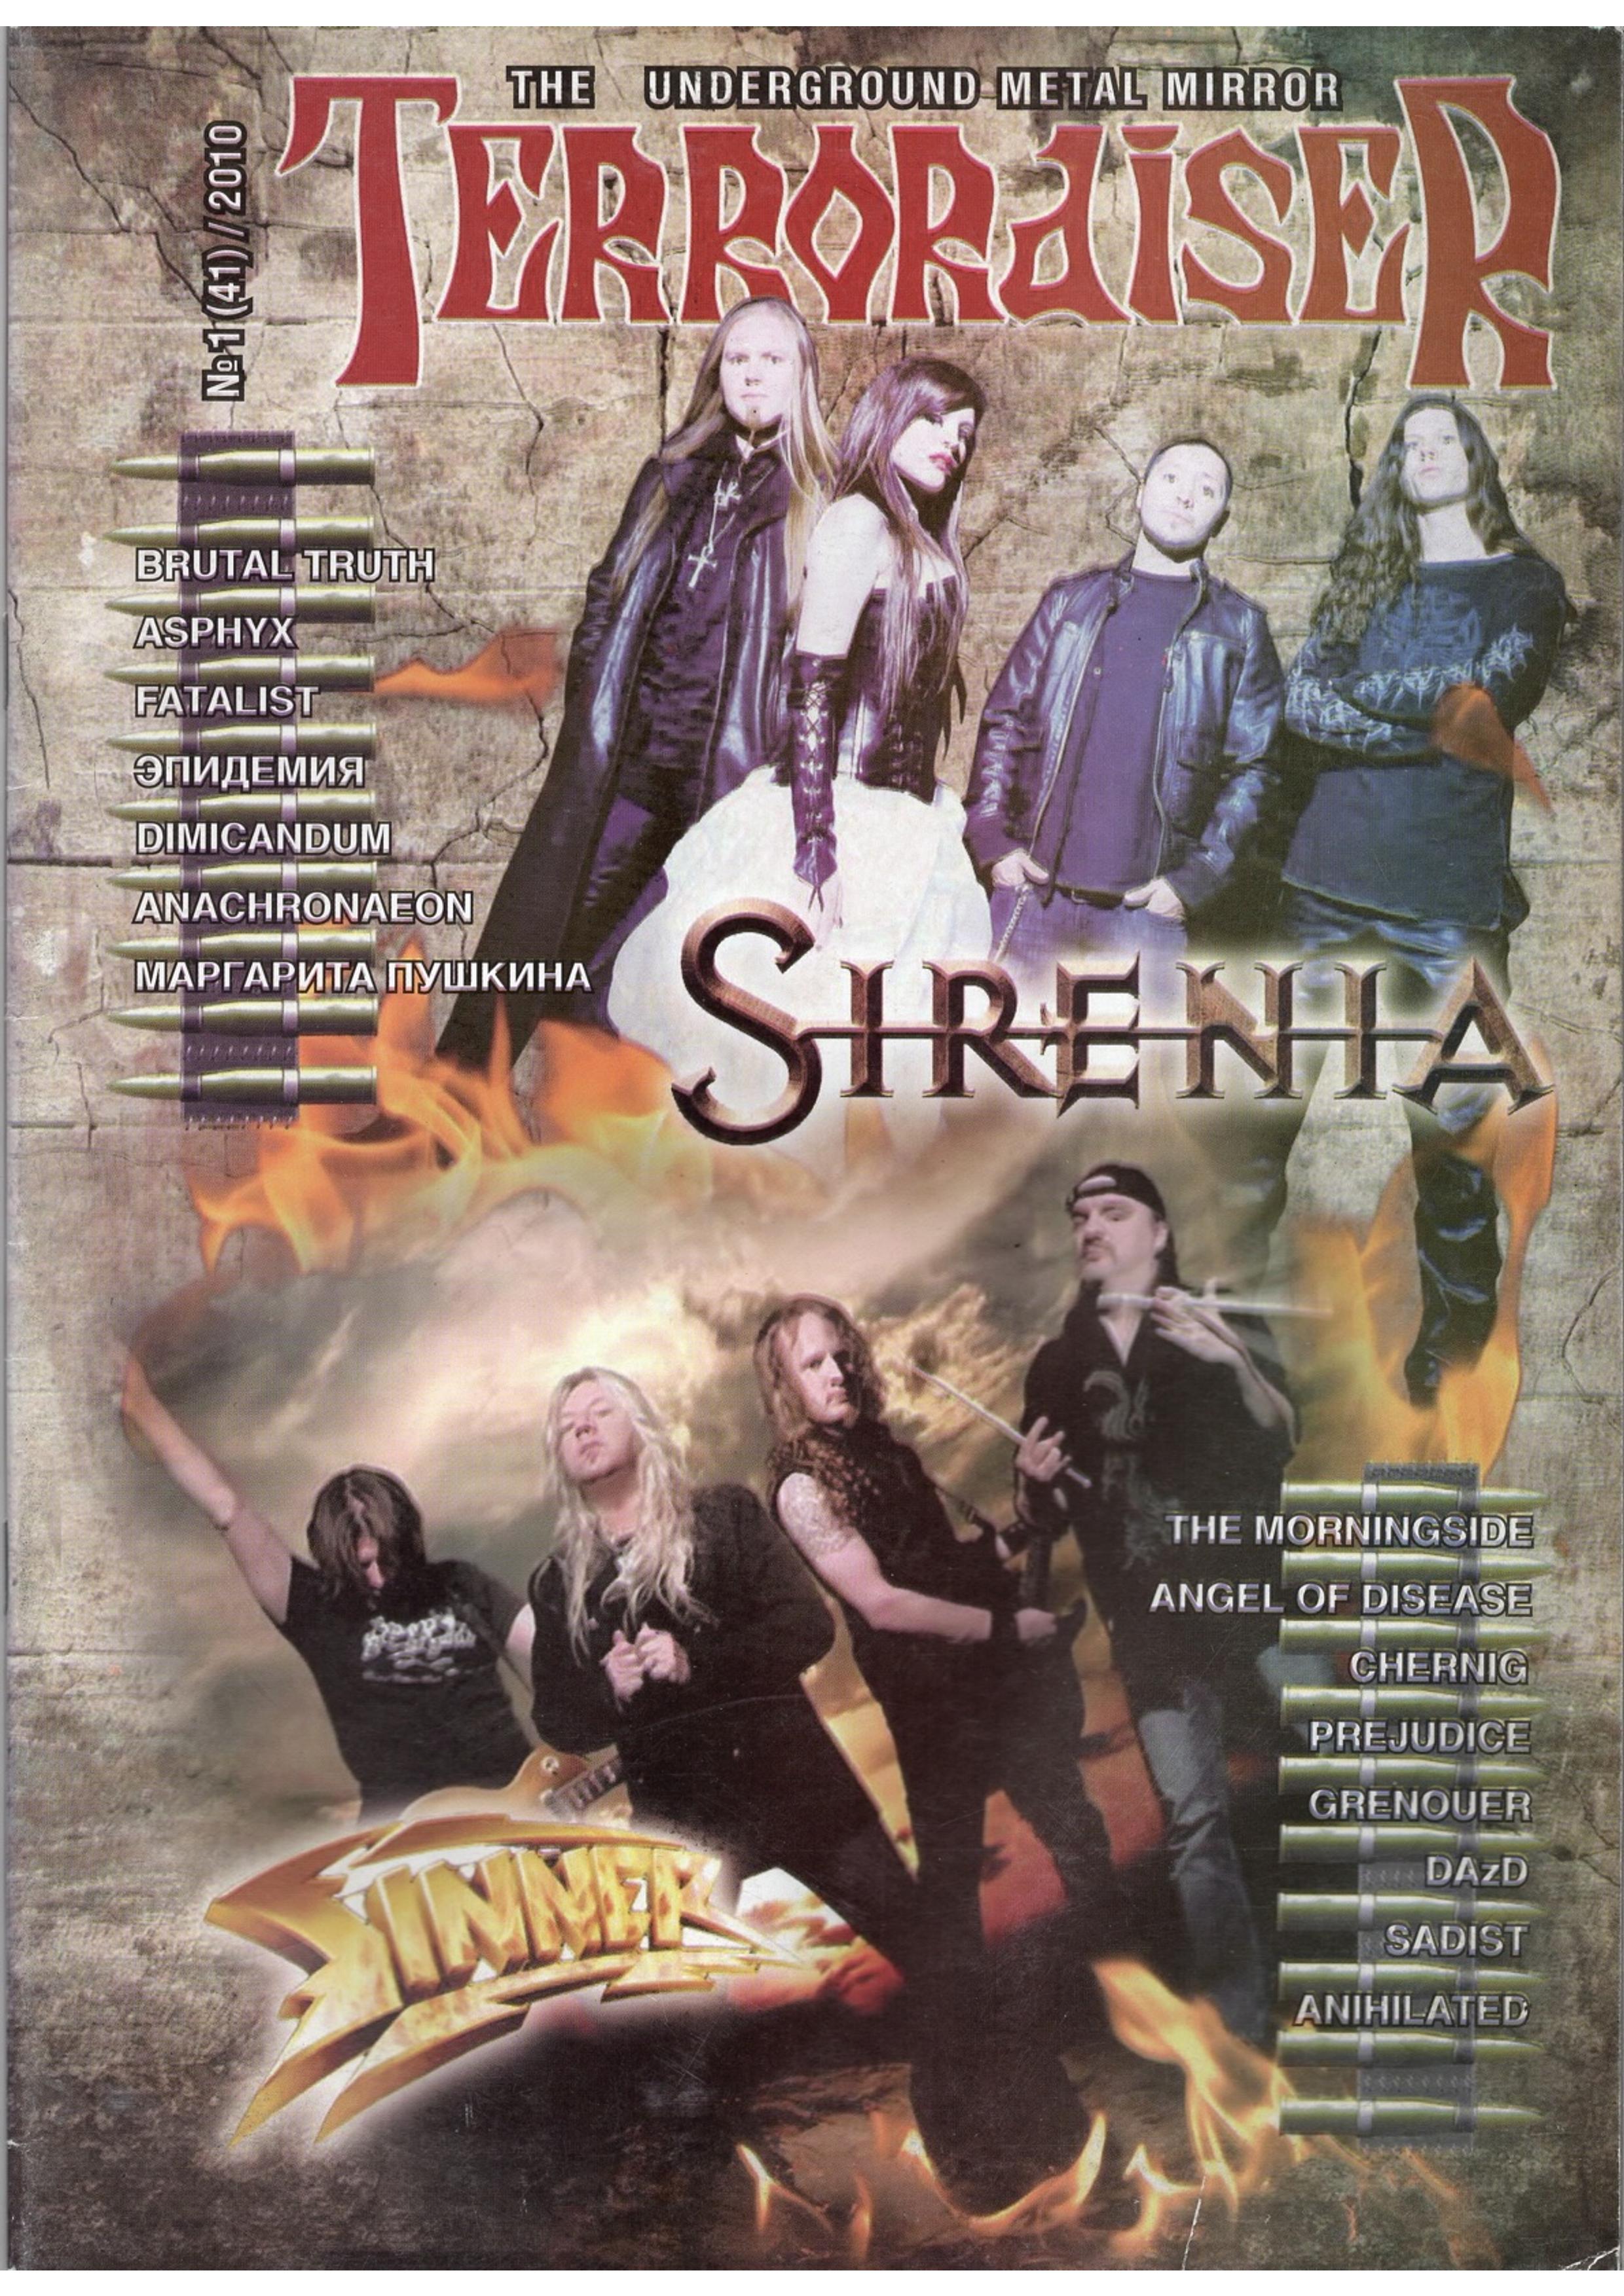 THE UNDERGROUND METAL MIRROR
TERRORAISER
№1 (41) // 2010
BRUTAL TRUTH
ASPHYX
FATALIST
ЭПИДЕМИЯ
DIMICANDUM
ANACHRONAEON
МАРГАРИТА ПУШКИНА
SIRENIA
THE MORNINGSIDE
ANGEL OF DISEASE
CHERNIG
PREJUDICE
GRENOUER
DAzD
SADIST
ANIHILATED
SINNER